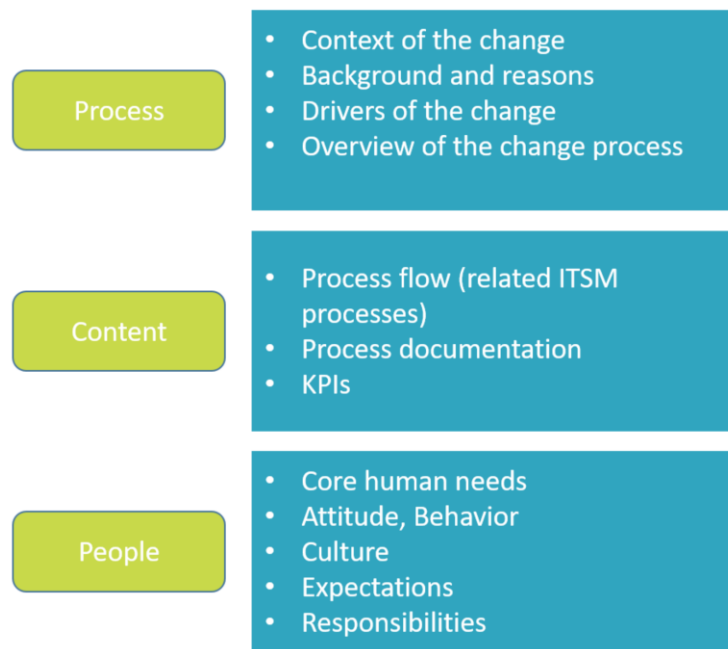 Process
• Context of the change
• Background and reasons
• Drivers of the change
• Overview of the change process
Content
• Process flow (related ITSM
processes)
• Process documentation
• KPIs
People
• Core human needs
• Attitude, Behavior
• Culture
• Expectations
• Responsibilities